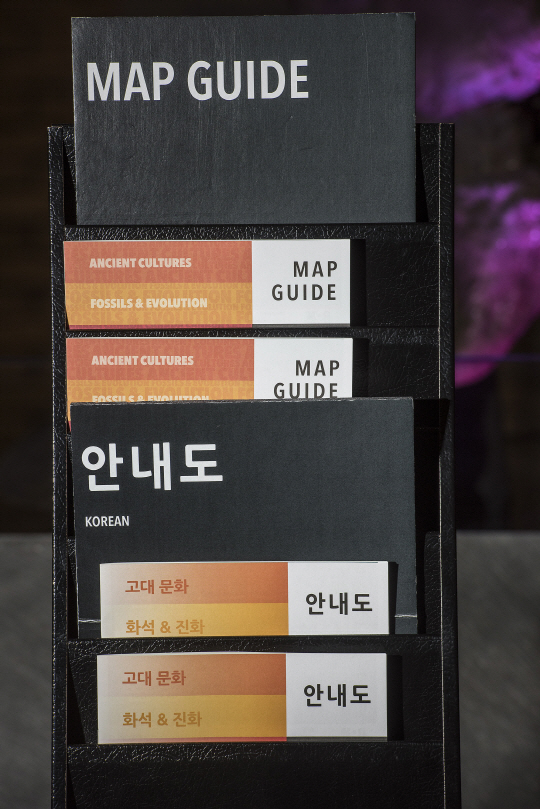 MAP GUIDE
ANCIENT CULTURES
FOSSILS & EVOLUTION
MAP
GUIDE
ANCIENT CULTURES
FOSSILS & EVOLUTION
MAP
GUIDE
안내도
KOREAN
고대 문화
화석 & 진화
안내도
고대 문화
화석 & 진화
안내도